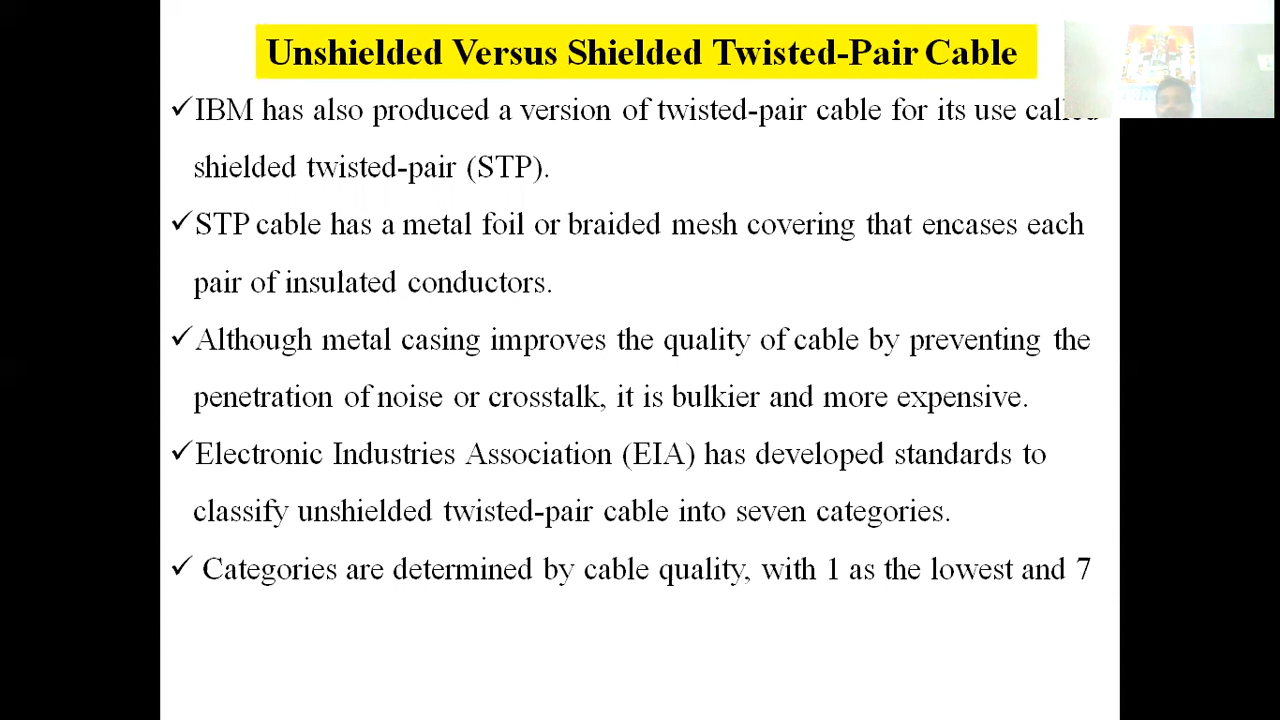 Unshielded Versus Shielded Twisted-Pair Cable
✓IBM has also produced a version of twisted-pair cable for its use called
shielded twisted-pair (STP).
✓STP cable has a metal foil or braided mesh covering that encases each
pair of insulated conductors.
✓Although metal casing improves the quality of cable by preventing the
penetration of noise or crosstalk, it is bulkier and more expensive.
✓Electronic Industries Association (EIA) has developed standards to
classify unshielded twisted-pair cable into seven categories.
✓ Categories are determined by cable quality, with 1 as the lowest and 7